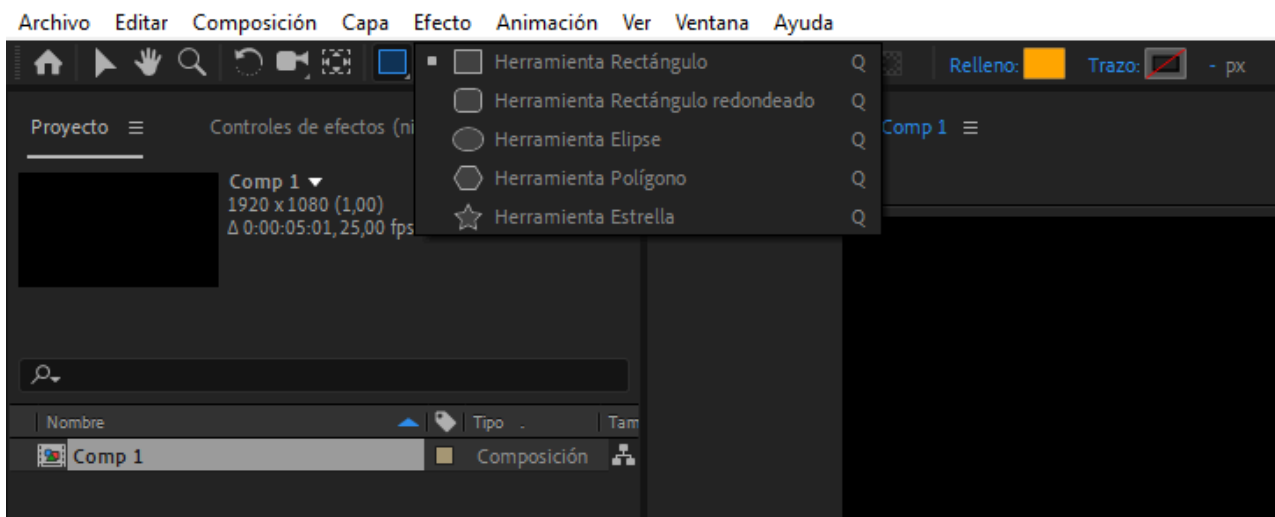 Archivo Editar Composición Capa Efecto Animación Ver Ventana Ayuda
Herramienta Rectángulo Q
Relleno: Trazo: - px
Herramienta Rectángulo redondeado Q
Herramienta Elipse Q
Herramienta Polígono Q
Herramienta Estrella Q
Proyecto Controles de efectos (ni
Comp 1
Comp 1
1920 x 1080 (1,00)
Δ 0:00:05:01, 25,00 fps
Nombre Tipo Tam
Comp 1 Composición